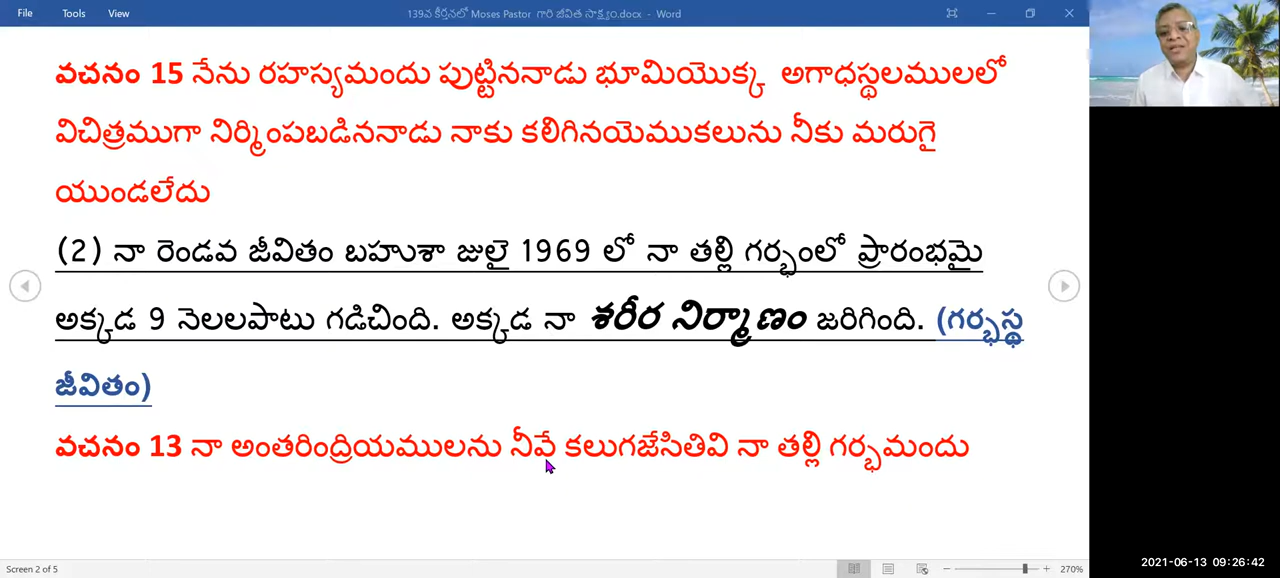 File Tools View 139వ కీర్తనలో Moses Pastor గారి జీవిత సాక్ష్యం.docx - Word
వచనం 15 నేను రహస్యమందు పుట్టిననాడు భూమియొక్క అగాధస్థలములలో
విచిత్రముగా నిర్మింపబడిననాడు నాకు కలిగినయెముకలును నీకు మరుగై
యుండలేదు
(2) నా రెండవ జీవితం బహుశా జులై 1969 లో నా తల్లి గర్భంలో ప్రారంభమై
అక్కడ 9 నెలలపాటు గడిచింది. అక్కడ నా శరీర నిర్మాణం జరిగింది. (గర్భస్థ
జీవితం)
వచనం 13 నా అంతరింద్రియములను నీవే కలుగజేసితివి నా తల్లి గర్భమందు
2021-06-13 09:26:42
Screen 2 of 5 270%